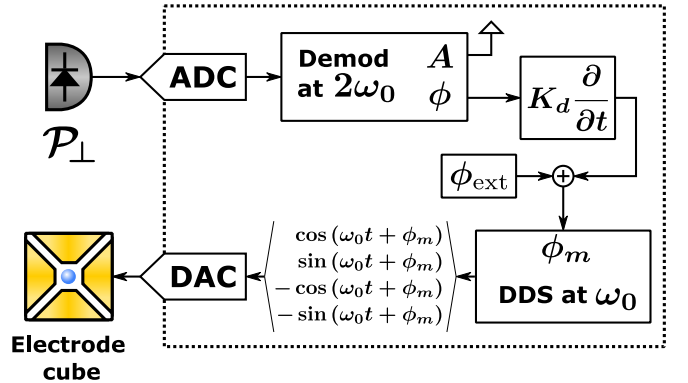 𝒫⊥
ADC
Demod
at 2ω₀
A
ϕ
K_d ∂/∂t
ϕ_ext
+
ϕ_m
DDS at ω₀
cos (ω₀t + ϕ_m)
sin (ω₀t + ϕ_m)
− cos (ω₀t + ϕ_m)
− sin (ω₀t + ϕ_m)
DAC
Electrode
cube